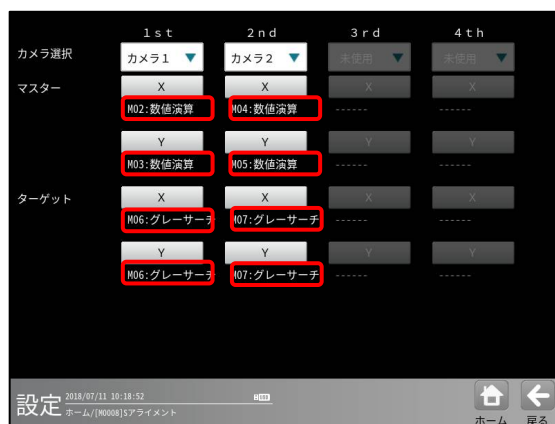 1st 2nd 3rd 4th
カメラ選択 カメラ1 カメラ2 未使用 未使用
マスター X X X X
M02:数値演算 M04:数値演算 ------ ------
Y Y Y Y
M03:数値演算 M05:数値演算 ------ ------
ターゲット X X X X
M06:グレーサーチ M07:グレーサーチ ------ ------
Y Y Y Y
M06:グレーサーチ M07:グレーサーチ ------ ------
設定 2018/07/11 10:18:52
ホーム/[M0008]Sアライメント
ホーム 戻る